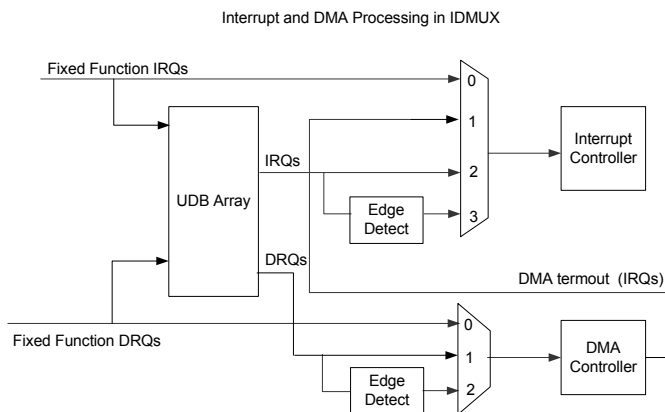 Interrupt and DMA Processing in IDMUX
Fixed Function IRQs
0
1
2
3
Interrupt
Controller
UDB Array
IRQs
Edge
Detect
DRQs
DMA termout (IRQs)
Fixed Function DRQs
0
1
2
DMA
Controller
Edge
Detect